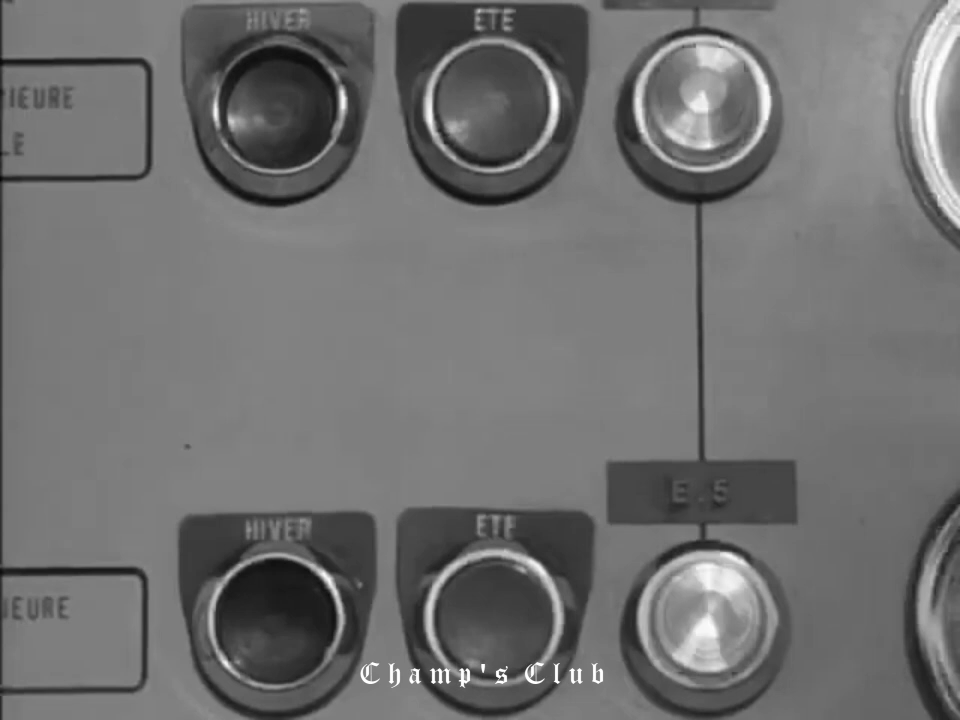 HIVER
ETE
IEURE
LE
E.5
HIVER
ETE
IEURE
Champ's Club